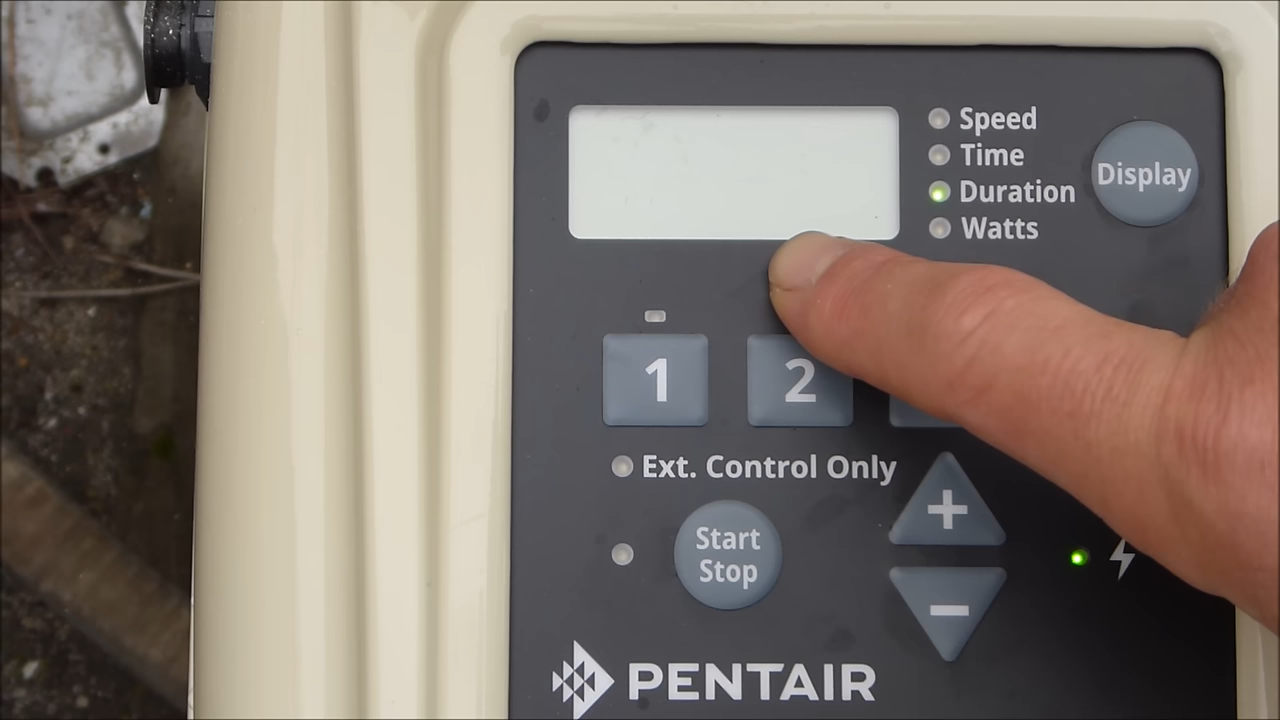 Speed
Time
Duration
Watts
Display
1
2
Ext. Control Only
Start
Stop
+
-
PENTAIR